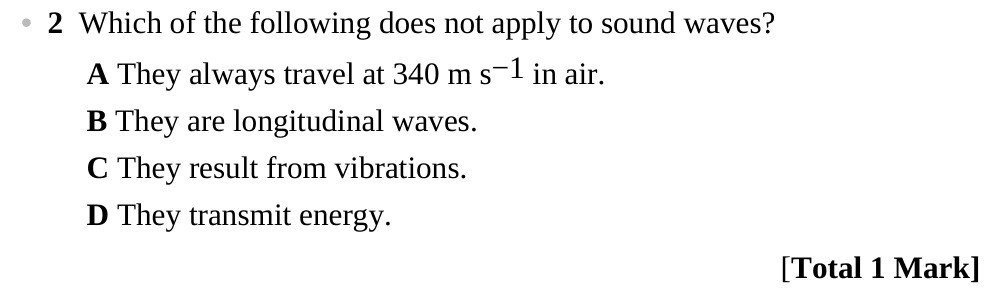 • 2 Which of the following does not apply to sound waves?
A They always travel at 340 m s⁻¹ in air.
B They are longitudinal waves.
C They result from vibrations.
D They transmit energy.
[Total 1 Mark]